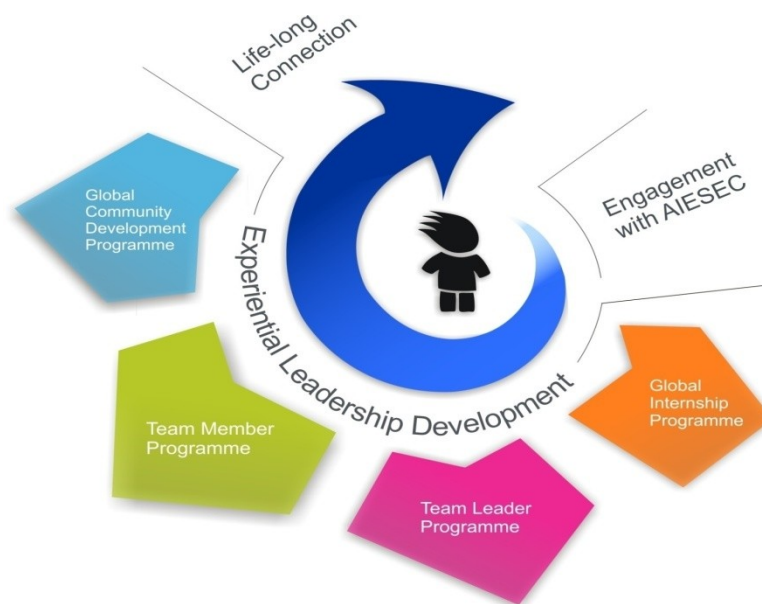 Life-long
Connection
Engagement
with AIESEC
Global
Community
Development
Programme
Experiential Leadership Development
Global
Internship
Programme
Team Member
Programme
Team Leader
Programme